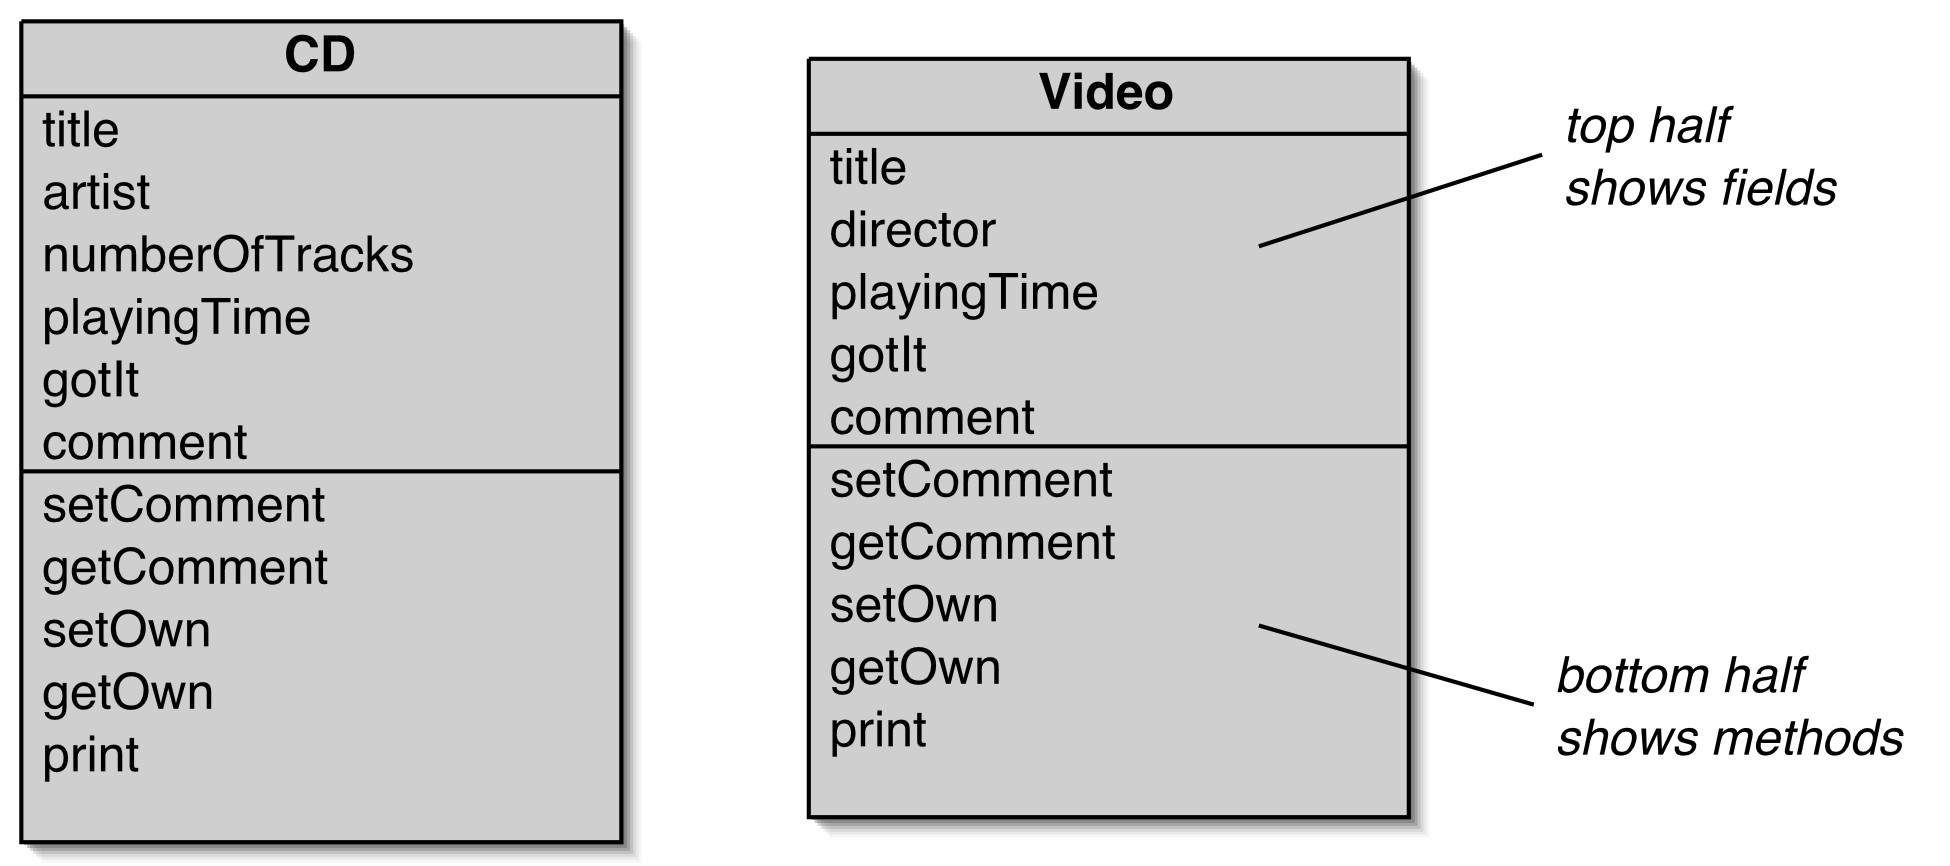 CD
title
artist
numberOfTracks
playingTime
gotIt
comment
setComment
getComment
setOwn
getOwn
print
Video
title
director
playingTime
gotIt
comment
setComment
getComment
setOwn
getOwn
print
top half
shows fields
bottom half
shows methods